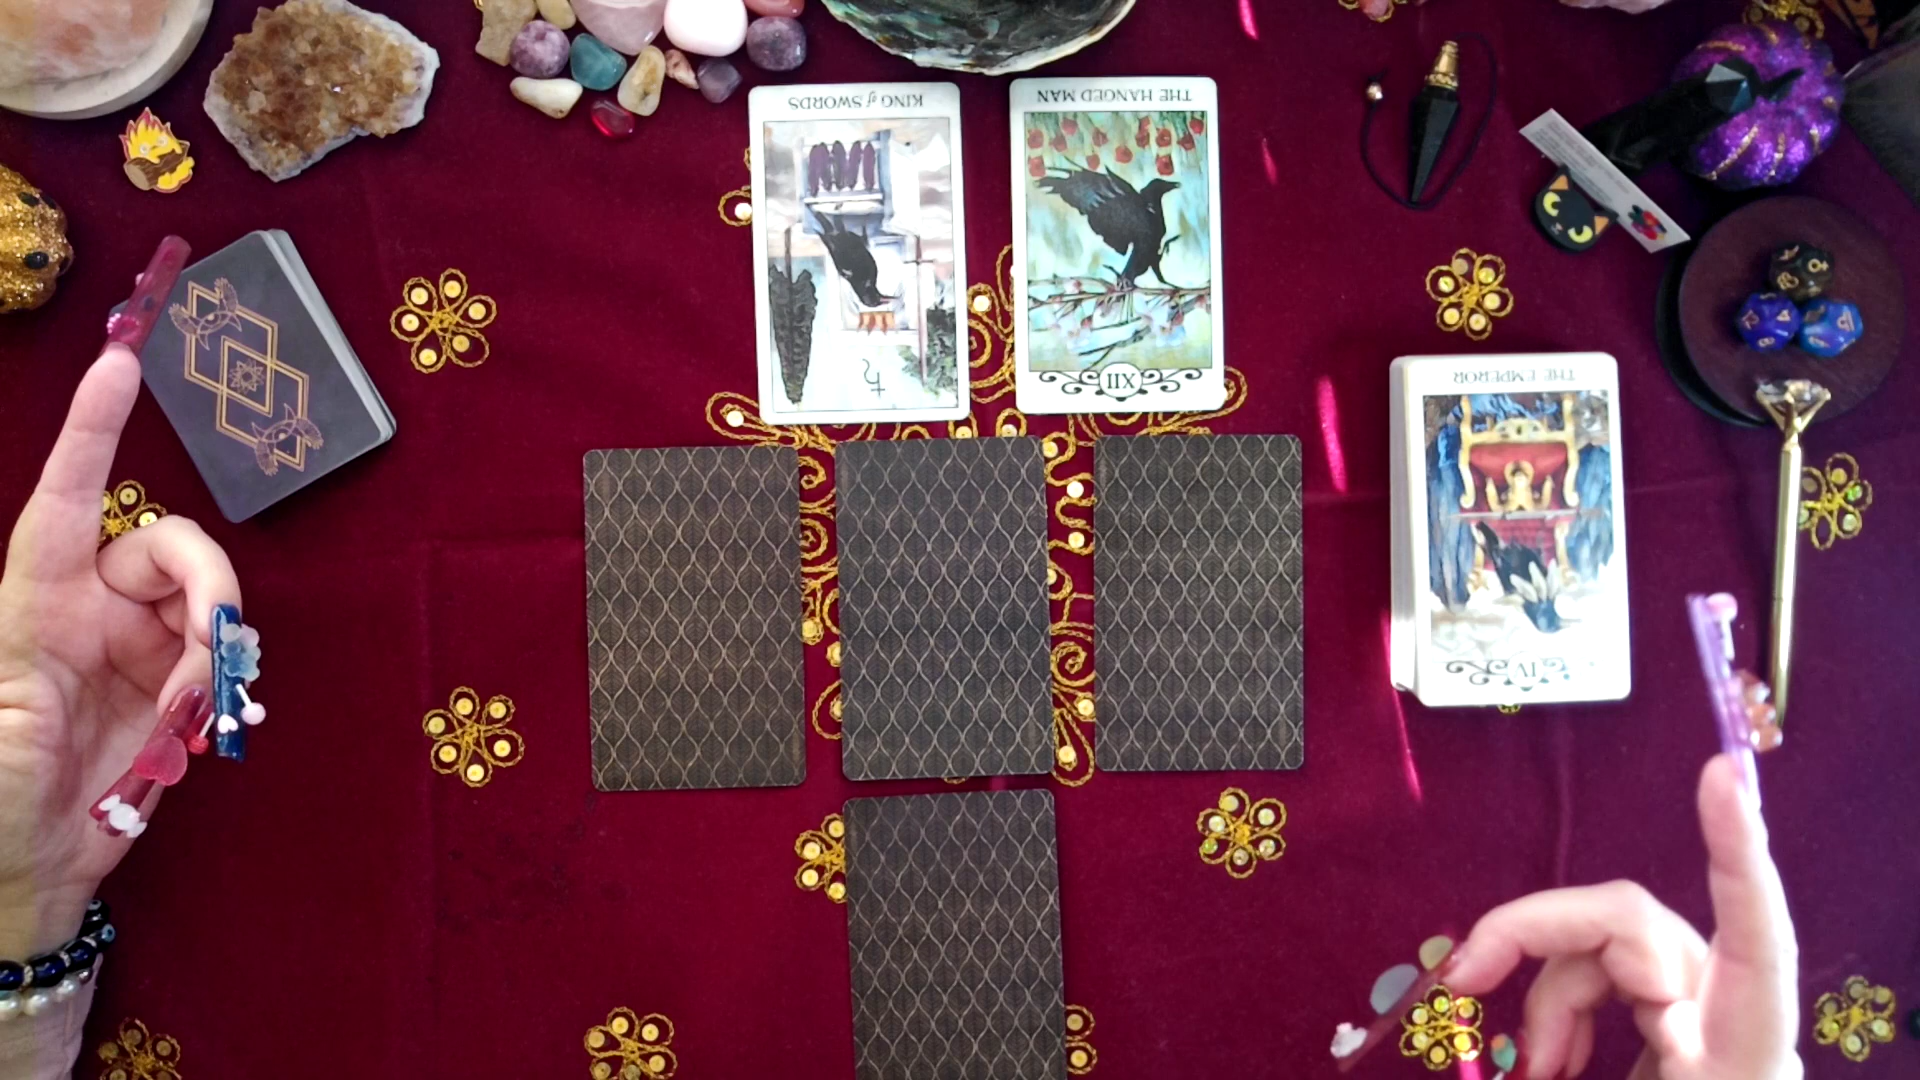 KING of SWORDS
THE HANGED MAN
XII
THE EMPEROR
IV